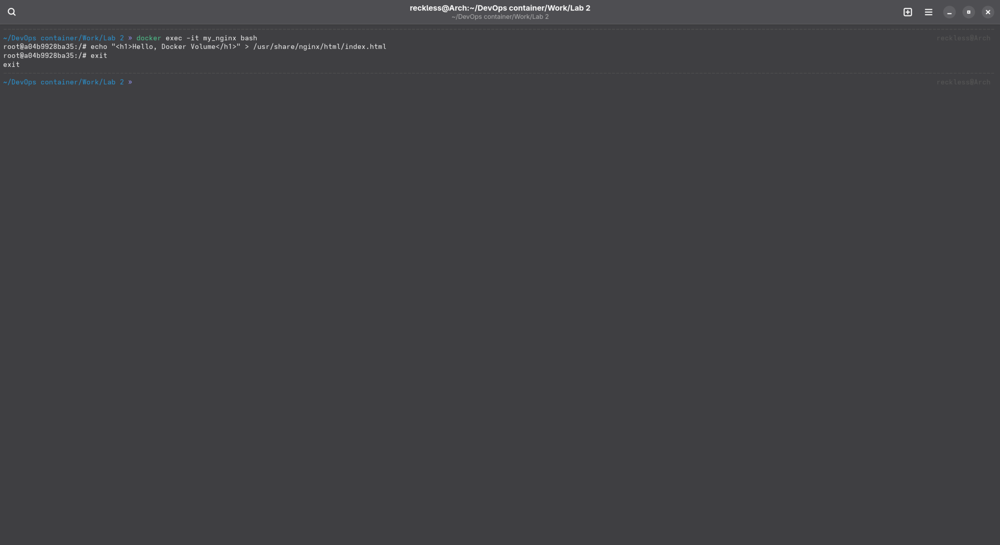 reckless@Arch:~/DevOps container/Work/Lab 2
~/DevOps container/Work/Lab 2
~/DevOps container/Work/Lab 2 » docker exec -it my_nginx bash reckless@Arch
root@a04b9928ba35:/# echo "<h1>Hello, Docker Volume</h1>" > /usr/share/nginx/html/index.html
root@a04b9928ba35:/# exit
exit
~/DevOps container/Work/Lab 2 » reckless@Arch